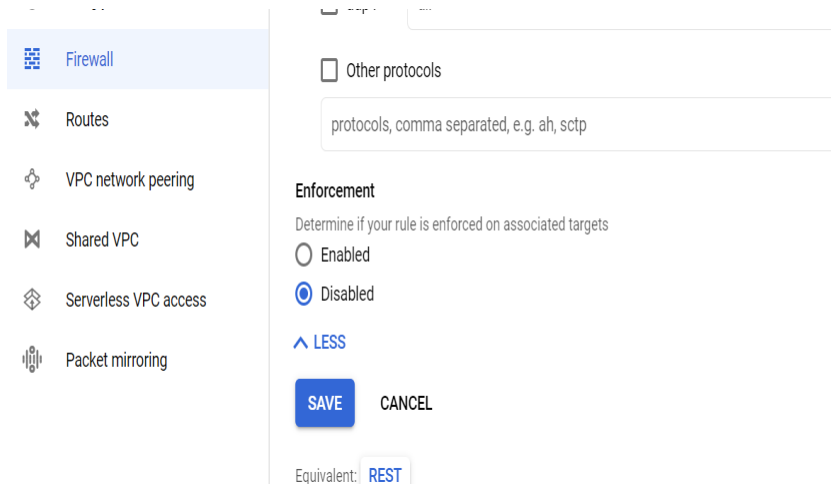 Firewall
Routes
VPC network peering
Shared VPC
Serverless VPC access
Packet mirroring
Other protocols
protocols, comma separated, e.g. ah, sctp
Enforcement
Determine if your rule is enforced on associated targets
Enabled
Disabled
LESS
SAVE CANCEL
Equivalent: REST